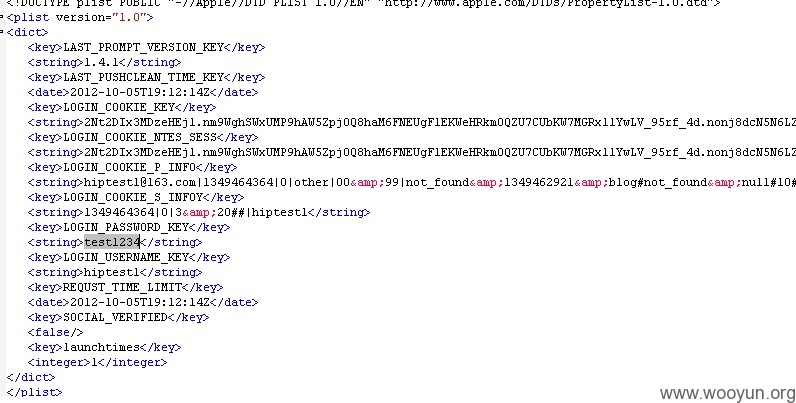 <!DOCTYPE plist PUBLIC "-//Apple//DTD PLIST 1.0//EN" "http://www.apple.com/DTDs/PropertyList-1.0.dtd">
<plist version="1.0">
<dict>
<key>LAST_PROMPT_VERSION_KEY</key>
<string>1.4.1</string>
<key>LAST_PUSHCLEAN_TIME_KEY</key>
<date>2012-10-05T19:12:14Z</date>
<key>LOGIN_COOKIE_KEY</key>
<string>2Nt2DIx3MDzeHEjl.nm9WghSWxUMP9hAW5Zpj0Q8haM6FNEUgFlEKWeHRkm0QZU7CUbKW7MGRxllYwLV_95rf_4d.nonj8dcN5N6LZ
<key>LOGIN_COOKIE_NTES_SESS</key>
<string>2Nt2DIx3MDzeHEjl.nm9WghSWxUMP9hAW5Zpj0Q8haM6FNEUgFlEKWeHRkm0QZU7CUbKW7MGRxllYwLV_95rf_4d.nonj8dcN5N6LZ
<key>LOGIN_COOKIE_P_INFO</key>
<string>hiptest1@163.com|1349464364|0|other|00&amp;99|not_found&amp;1349462921&amp;blog#not_found&amp;null#10#
<key>LOGIN_COOKIE_S_INFOY</key>
<string>1349464364|0|3&amp;20##|hiptest1</string>
<key>LOGIN_PASSWORD_KEY</key>
<string>test1234</string>
<key>LOGIN_USERNAME_KEY</key>
<string>hiptest1</string>
<key>REQUST_TIME_LIMIT</key>
<date>2012-10-05T19:12:14Z</date>
<key>SOCIAL_VERIFIED</key>
<false/>
<key>launchtimes</key>
<integer>1</integer>
</dict>
</plist>
www.wooyun.org